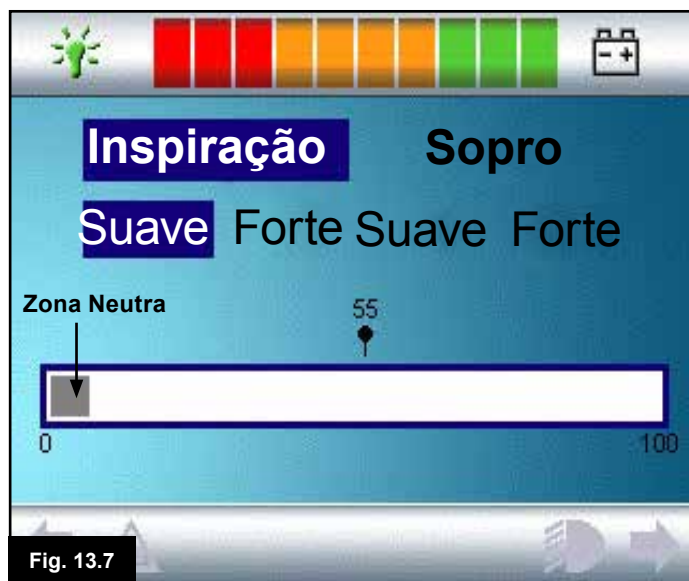 - +
Inspiração Sopro
Suave Forte Suave Forte
Zona Neutra
55
0 100
Fig. 13.7